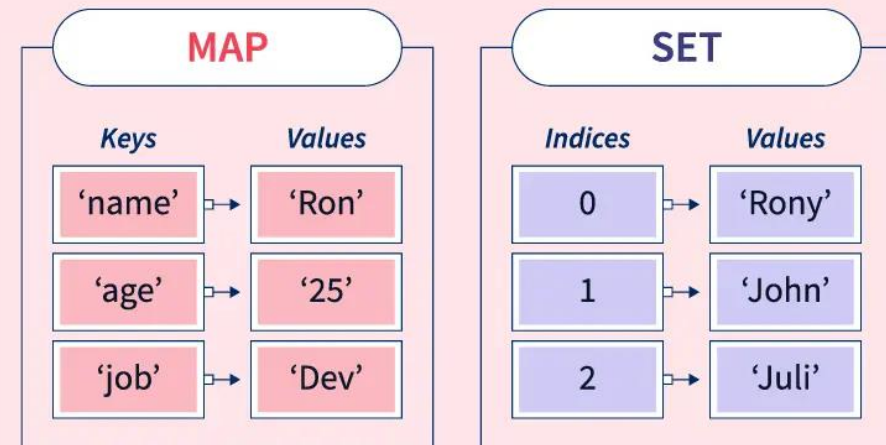 MAP
Keys Values
‘name’ ‘Ron’
‘age’ ‘25’
‘job’ ‘Dev’
SET
Indices Values
0 ‘Rony’
1 ‘John’
2 ‘Juli’